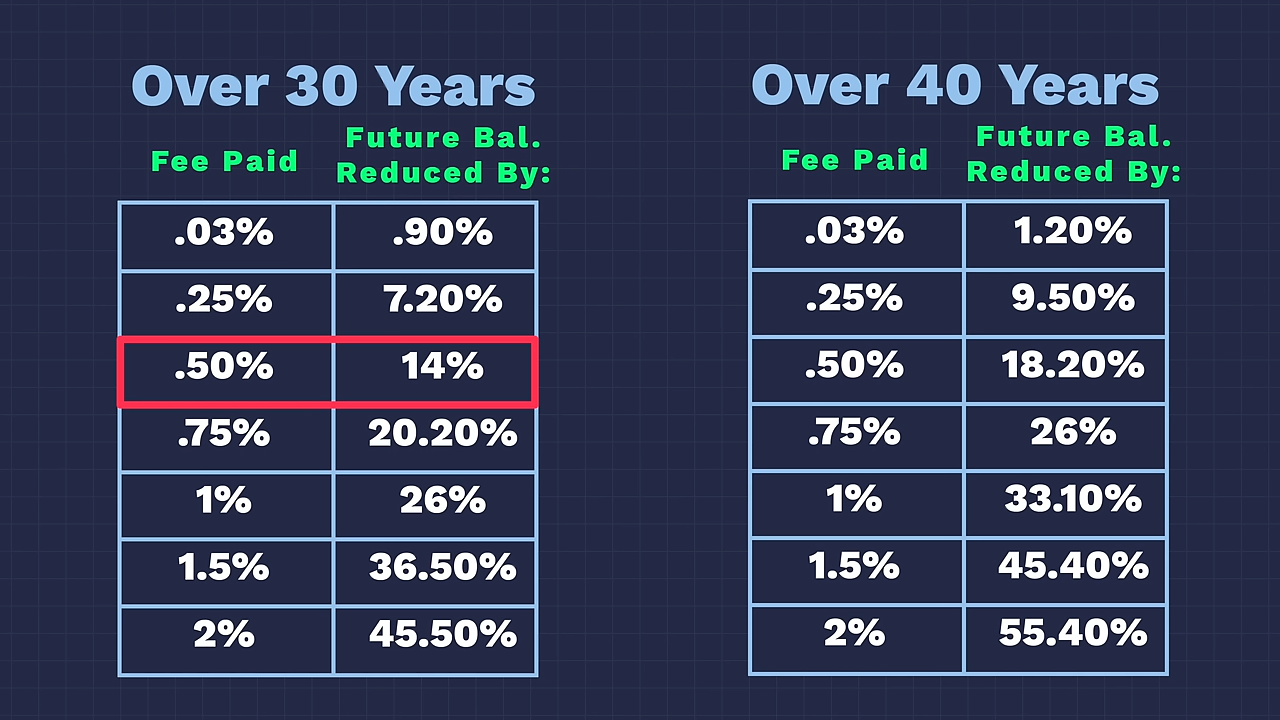 Over 30 Years
Fee Paid
Future Bal.
Reduced By:
.03% .90%
.25% 7.20%
.50% 14%
.75% 20.20%
1% 26%
1.5% 36.50%
2% 45.50%
Over 40 Years
Fee Paid
Future Bal.
Reduced By:
.03% 1.20%
.25% 9.50%
.50% 18.20%
.75% 26%
1% 33.10%
1.5% 45.40%
2% 55.40%